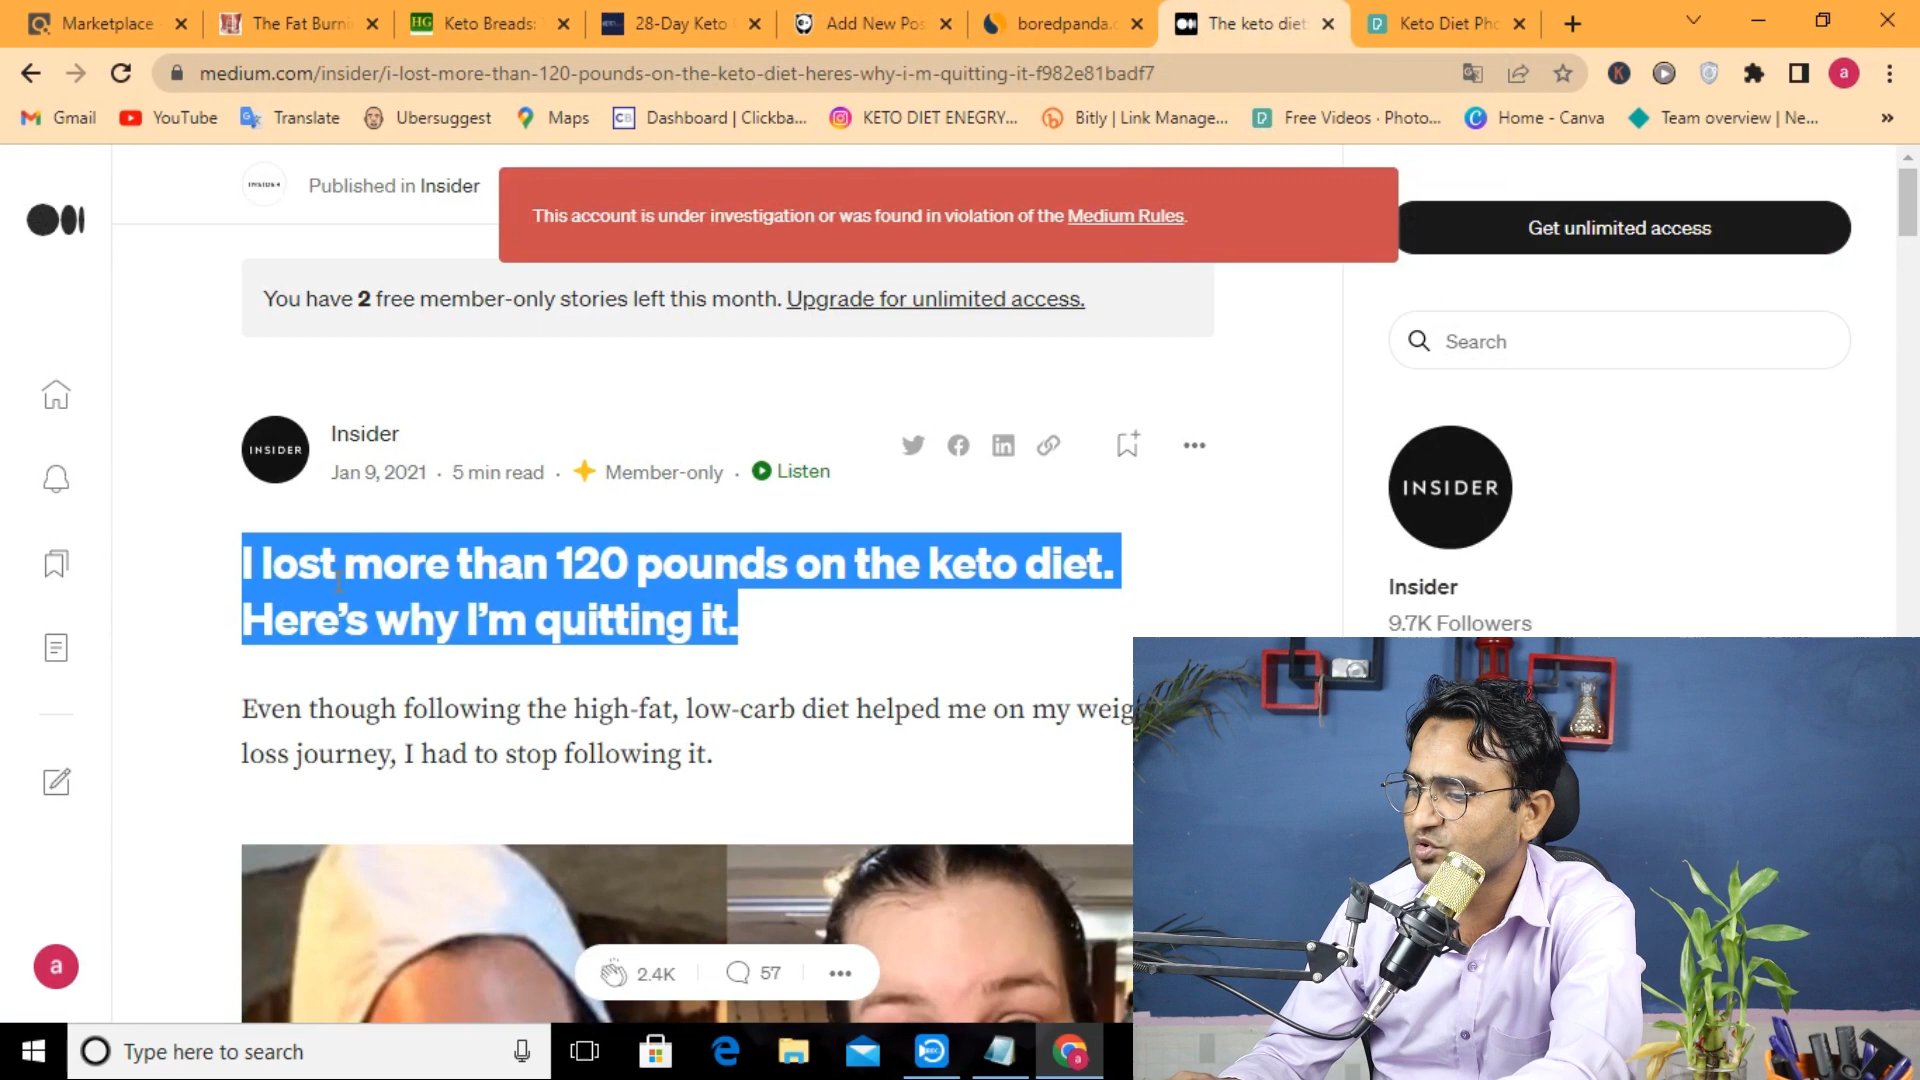 Marketplace
The Fat Burni
HG Keto Breads:
28-Day Keto
Add New Pos
boredpanda.c
The keto diet
Keto Diet Pho
medium.com/insider/i-lost-more-than-120-pounds-on-the-keto-diet-heres-why-i-m-quitting-it-f982e81badf7
K
a
Gmail
YouTube
Translate
Ubersuggest
Maps
CB Dashboard | Clickba...
KETO DIET ENEGRY...
Bitly | Link Manage...
Free Videos · Photo...
Home - Canva
Team overview | Ne...
»
INSIDER
Published in Insider
This account is under investigation or was found in violation of the Medium Rules.
Get unlimited access
You have 2 free member-only stories left this month. Upgrade for unlimited access.
Search
INSIDER
Insider
Jan 9, 2021 · 5 min read · Member-only · Listen
INSIDER
Insider
9.7K Followers
I lost more than 120 pounds on the keto diet.
Here's why I'm quitting it.
Even though following the high-fat, low-carb diet helped me on my weig
loss journey, I had to stop following it.
2.4K
57
a
Type here to search
REC
a